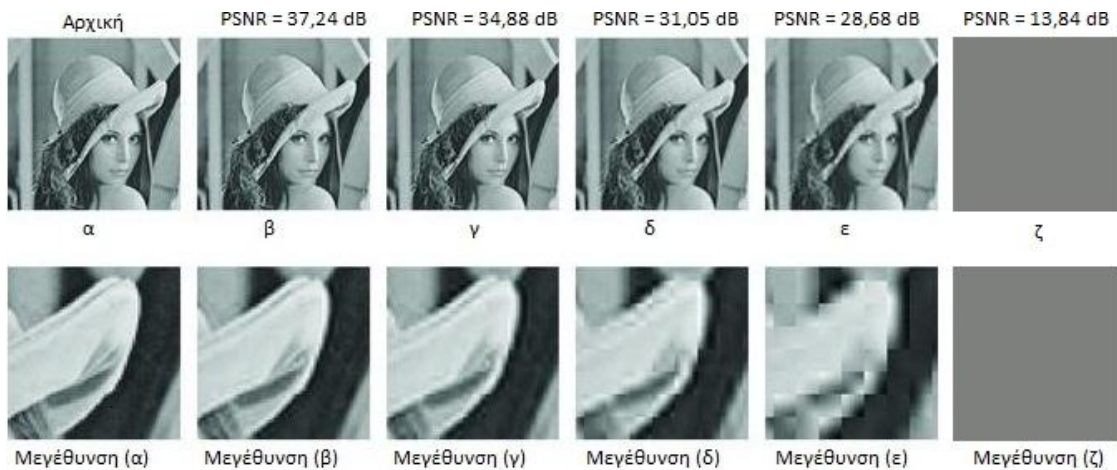 Αρχική PSNR = 37,24 dB PSNR = 34,88 dB PSNR = 31,05 dB PSNR = 28,68 dB PSNR = 13,84 dB
α β γ δ ε ζ
Μεγέθυνση (α) Μεγέθυνση (β) Μεγέθυνση (γ) Μεγέθυνση (δ) Μεγέθυνση (ε) Μεγέθυνση (ζ)